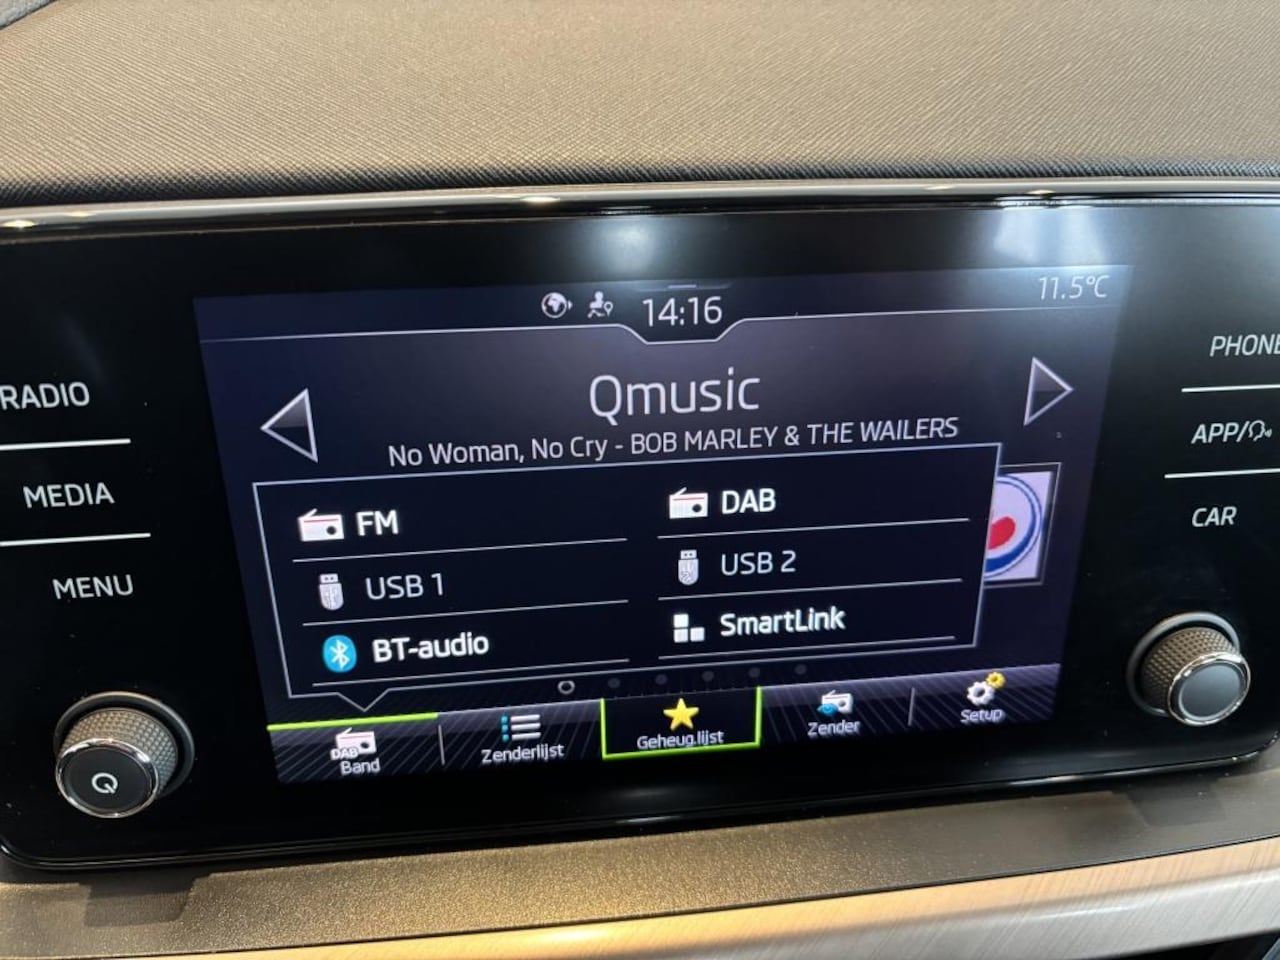 14:16
11.5°C
Qmusic
No Woman, No Cry - BOB MARLEY & THE WAILERS
RADIO
MEDIA
MENU
PHONE
APP/
CAR
FM
DAB
USB 1
USB 2
BT-audio
SmartLink
DAB
Band
Zenderlijst
Geheug.lijst
Zender
Setup